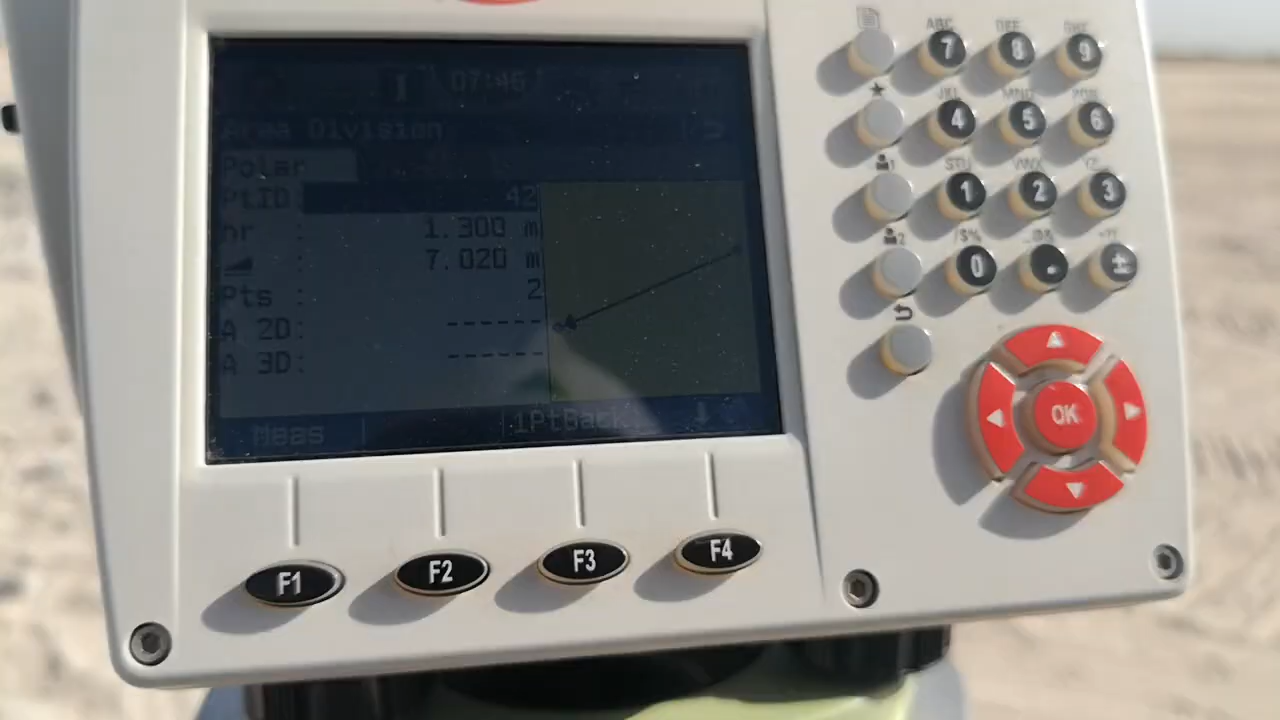 I 07:46
Area Division
Polar
PtID: 42
hr : 1.300 m
: 7.020 m
Pts : 2
A 2D: ------
A 3D: ------
Meas 1PtBack
F1 F2 F3 F4
ABC DEF GHI
7 8 9
JKL MNO PQR
4 5 6
1 STU VWX YZ
1 2 3
2 /$%
0 . ±
OK